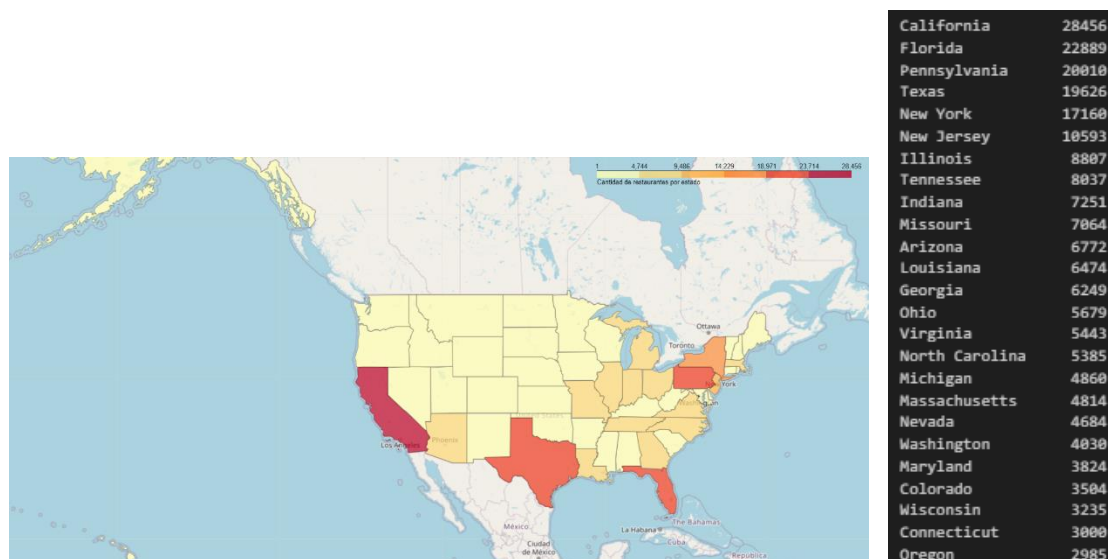 1 4,744 9,486 14,229 18,971 23,714 28,456
Cantidad de restaurantes por estado
Ottawa
Toronto
Los Angeles
Phoenix
La Habana
The Bahamas
Cuba
México
Ciudad
de México
California 28456
Florida 22889
Pennsylvania 20010
Texas 19626
New York 17160
New Jersey 10593
Illinois 8807
Tennessee 8037
Indiana 7251
Missouri 7064
Arizona 6772
Louisiana 6474
Georgia 6249
Ohio 5679
Virginia 5443
North Carolina 5385
Michigan 4860
Massachusetts 4814
Nevada 4684
Washington 4030
Maryland 3824
Colorado 3504
Wisconsin 3235
Connecticut 3000
Oregon 2985